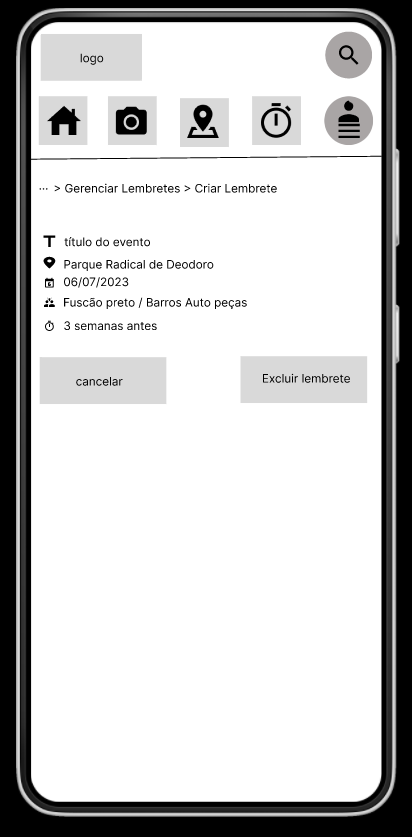 logo
··· > Gerenciar Lembretes > Criar Lembrete
título do evento
Parque Radical de Deodoro
06/07/2023
Fuscão preto / Barros Auto peças
3 semanas antes
cancelar
Excluir lembrete